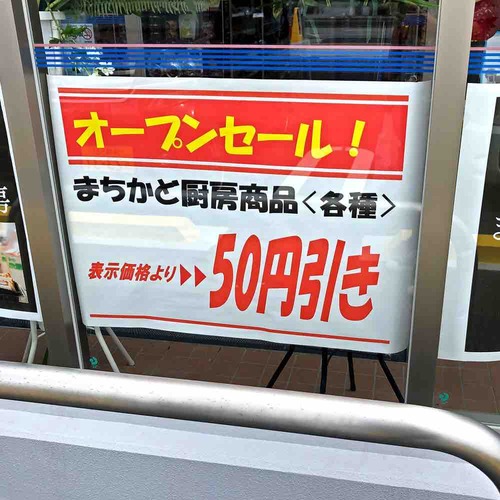 オープンセール！
まちかど厨房商品＜各種＞
表示価格より▶▶50円引き